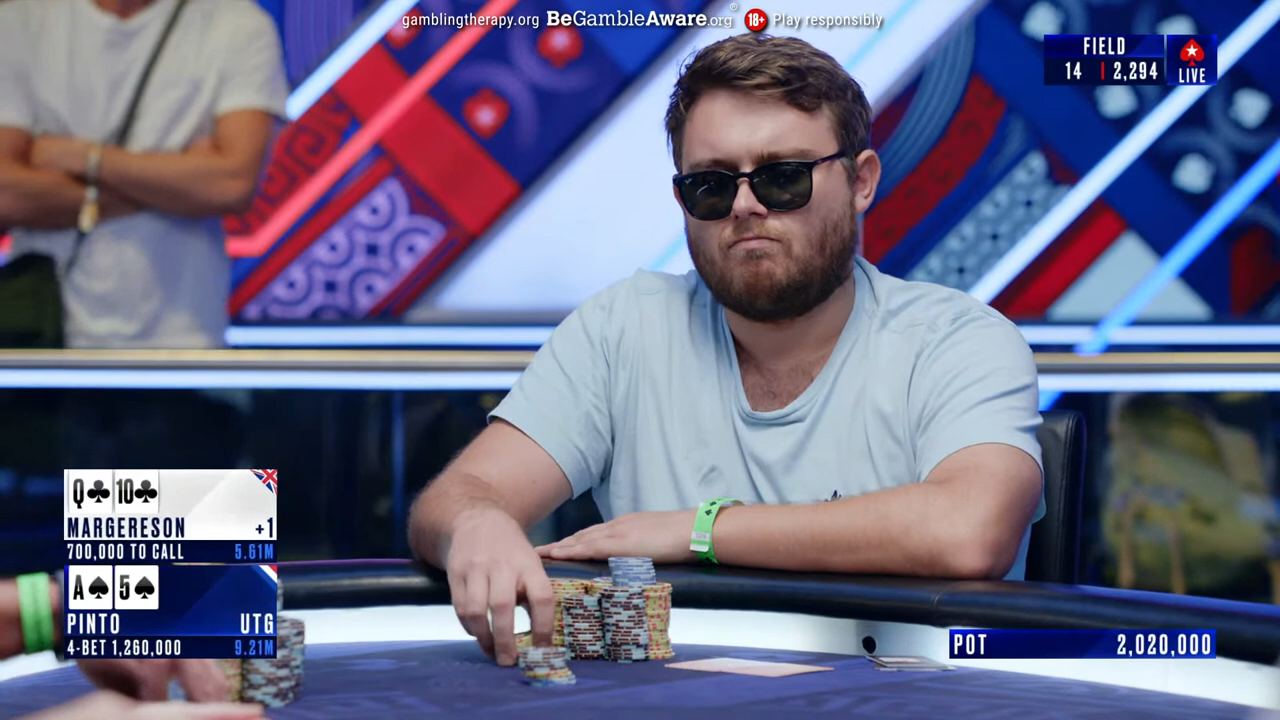 gamblingtherapy.org BeGambleAware.org® 18+ Play responsibly
FIELD
14 | 2,294
LIVE
Q♣ 10♣
MARGERESON +1
700,000 TO CALL 5.61M
A♠ 5♠
PINTO UTG
4-BET 1,260,000 9.21M
POT 2,020,000